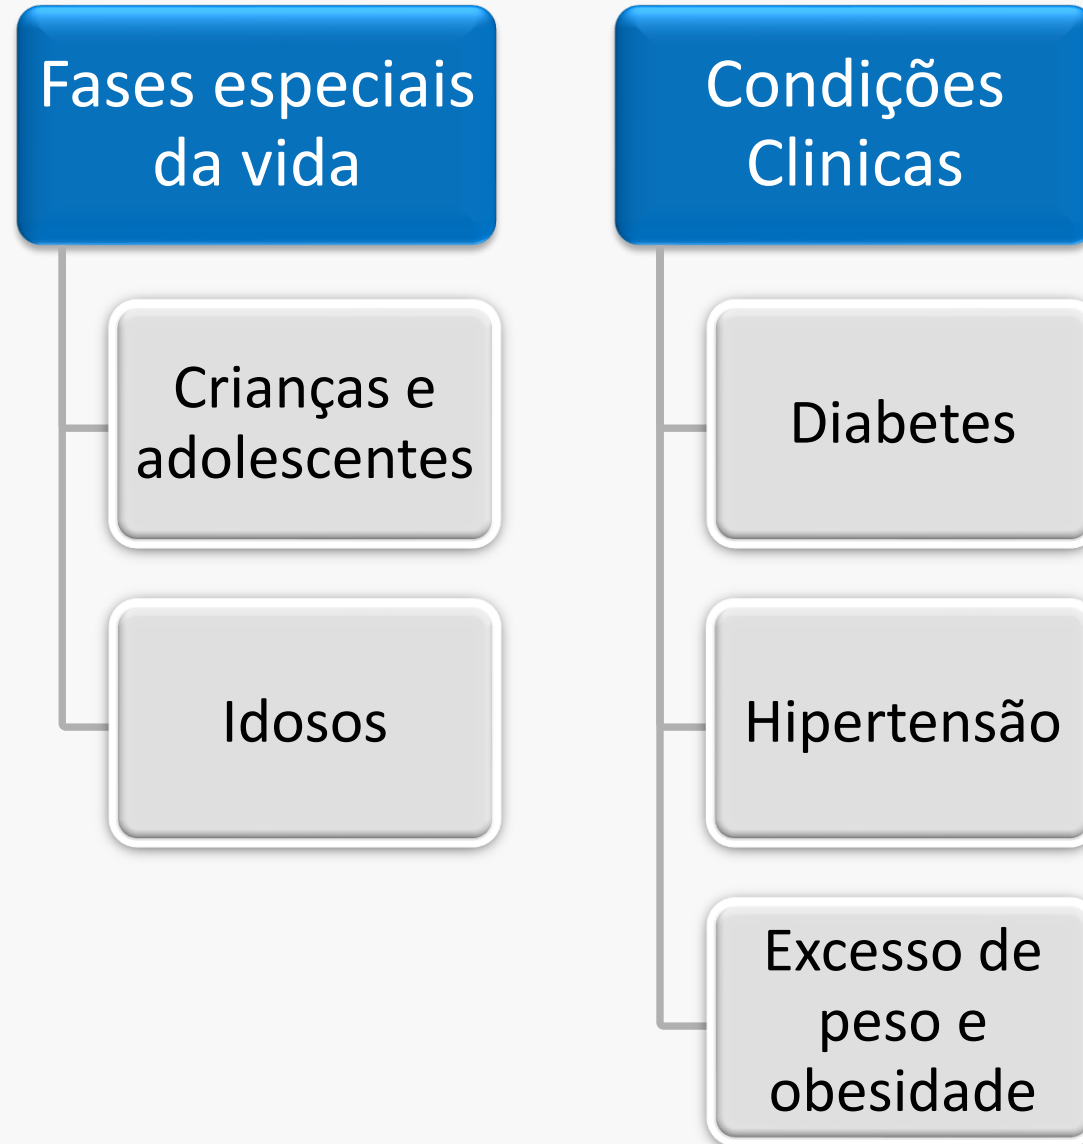 Fases especiais
da vida
Crianças e
adolescentes
Idosos
Condições
Clinicas
Diabetes
Hipertensão
Excesso de
peso e
obesidade